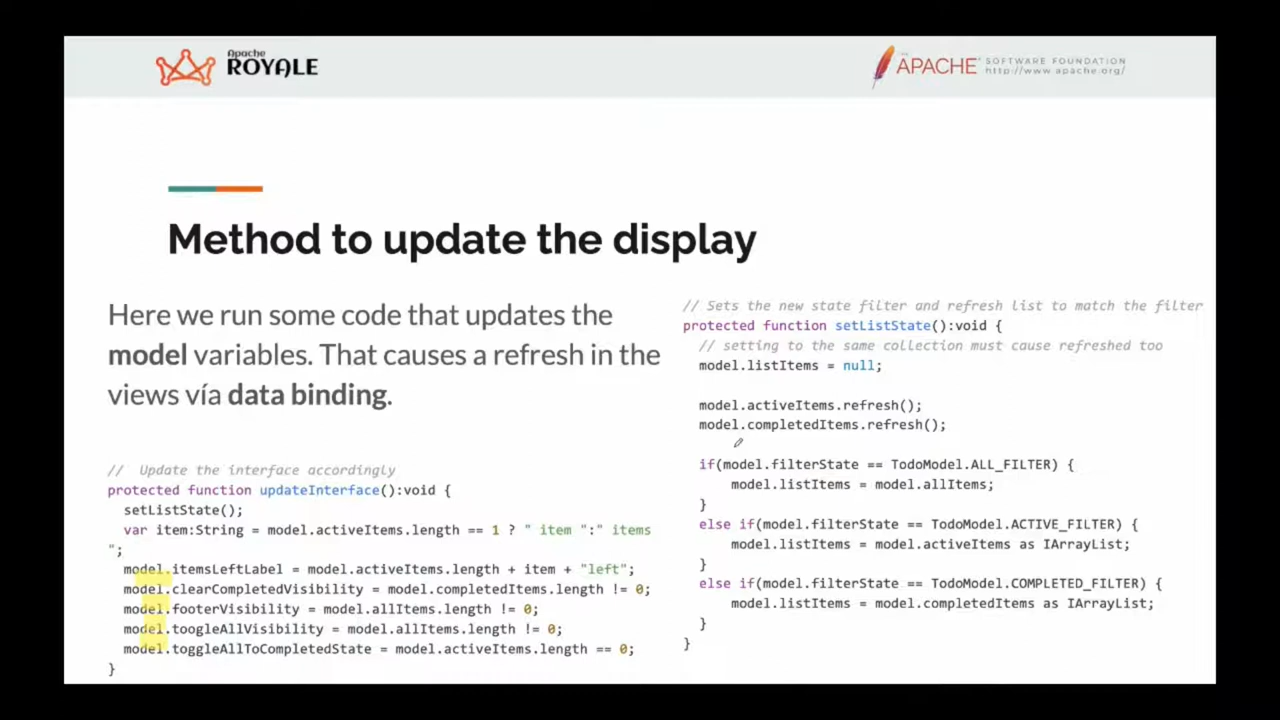 Apache
ROYALE
THE
APACHE® SOFTWARE FOUNDATION
http://www.apache.org/
Method to update the display
Here we run some code that updates the
model variables. That causes a refresh in the
views vía data binding.
//  Update the interface accordingly
protected function updateInterface():void {
setListState();
var item:String = model.activeItems.length == 1 ? " item ":" items
";
model.itemsLeftLabel = model.activeItems.length + item + "left";
model.clearCompletedVisibility = model.completedItems.length != 0;
model.footerVisibility = model.allItems.length != 0;
model.toogleAllVisibility = model.allItems.length != 0;
model.toggleAllToCompletedState = model.activeItems.length == 0;
}
// Sets the new state filter and refresh list to match the filter
protected function setListState():void {
// setting to the same collection must cause refreshed too
model.listItems = null;
model.activeItems.refresh();
model.completedItems.refresh();
if(model.filterState == TodoModel.ALL_FILTER) {
model.listItems = model.allItems;
}
else if(model.filterState == TodoModel.ACTIVE_FILTER) {
model.listItems = model.activeItems as IArrayList;
}
else if(model.filterState == TodoModel.COMPLETED_FILTER) {
model.listItems = model.completedItems as IArrayList;
}
}